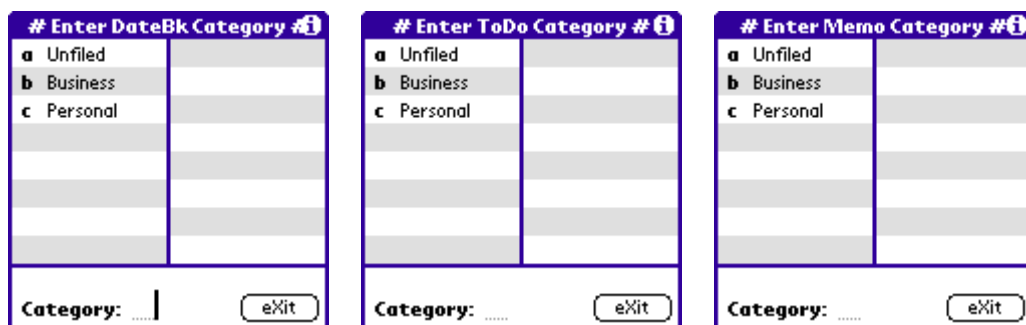 # Enter DateBk Category #
a Unfiled
b Business
c Personal
Category:
eXit
# Enter ToDo Category #
a Unfiled
b Business
c Personal
Category:
eXit
# Enter Memo Category #
a Unfiled
b Business
c Personal
Category:
eXit